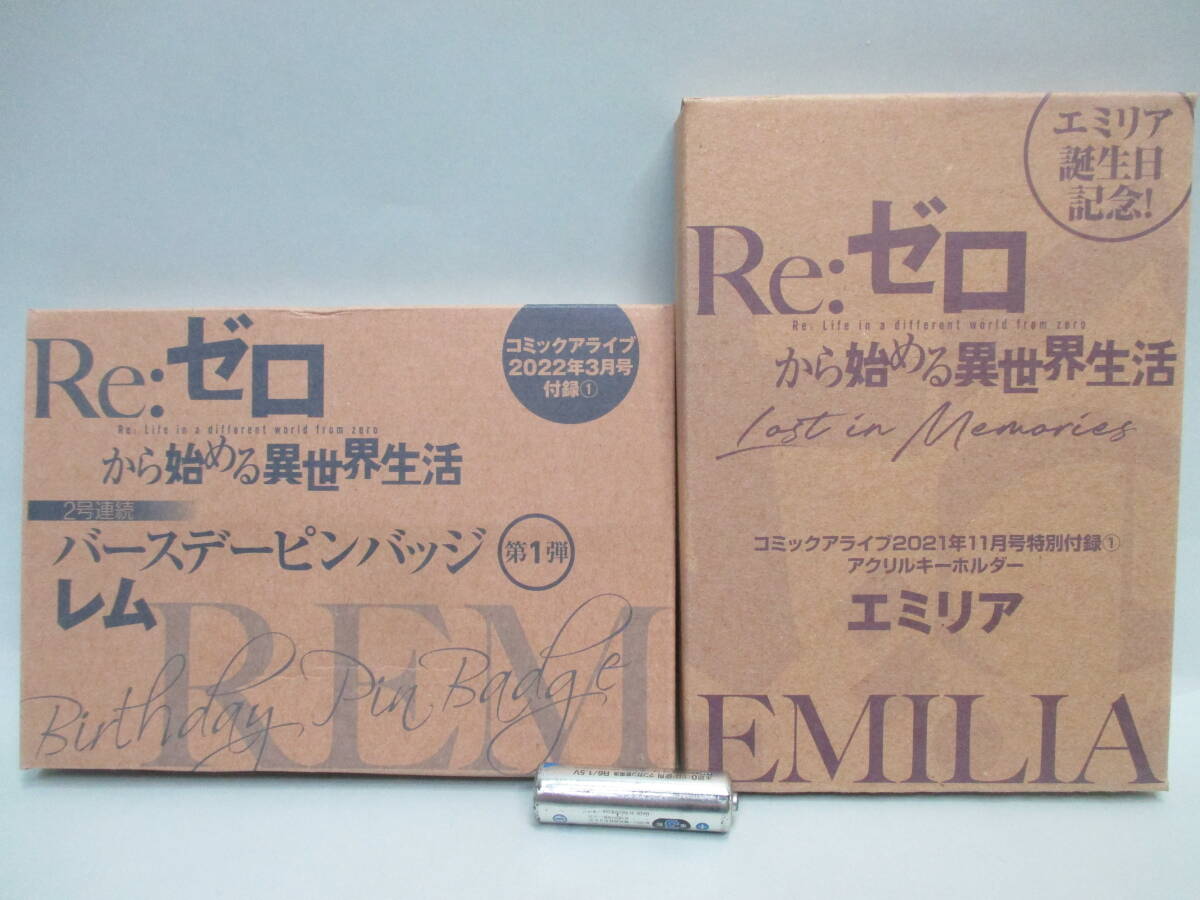 Re:ゼロ
Re: Life in a different world from zero
から始める異世界生活
コミックアライブ
2022年3月号
付録①
2号連続
バースデーピンバッジ
第1弾
レム
REM
Birthday Pin Badge
エミリア
誕生日
記念!
Re:ゼロ
Re: Life in a different world from zero
から始める異世界生活
Lost in Memories
コミックアライブ2021年11月号特別付録①
アクリルキーホルダー
エミリア
EMILIA
R6/1.5V